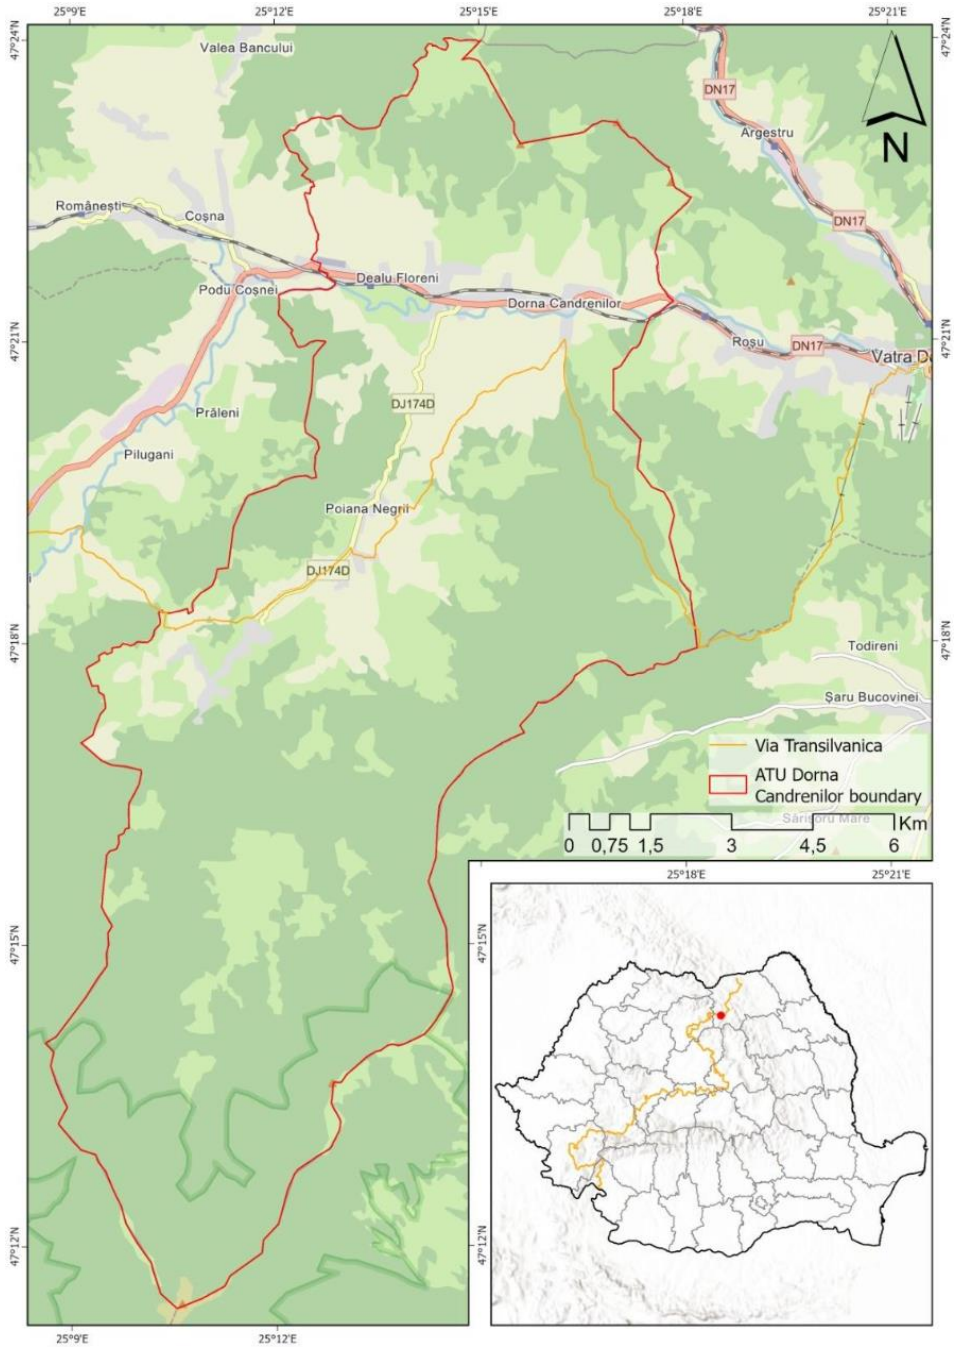 25°9'E 25°12'E 25°15'E 25°18'E 25°21'E
47°24'N
47°24'N
Valea Bancului
DN17
Argestru
N
Românești
Coșna
DN17
Podu Coșnei
Dealu Floreni
Dorna Candrenilor
Roșu
DN17
47°21'N
47°21'N
Vatra D
DJ174D
Prăleni
Pilugani
Poiana Negrii
DJ174D
47°18'N
47°18'N
Todireni
Șaru Bucovinei
Via Transilvanica
ATU Dorna
Candrenilor boundary
Sărișoru Mare
Km
0 0,75 1,5 3 4,5 6
25°18'E 25°21'E
47°15'N
47°15'N
47°12'N
47°12'N
25°9'E 25°12'E